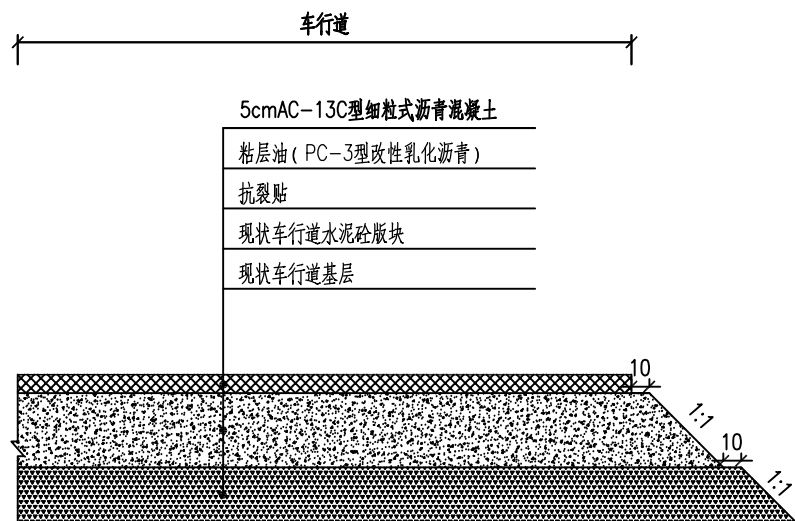 车行道
5cmAC-13C型细粒式沥青混凝土
粘层油(PC-3型改性乳化沥青)
抗裂贴
现状车行道水泥砼版块
现状车行道基层
10
1:1
10
1:1